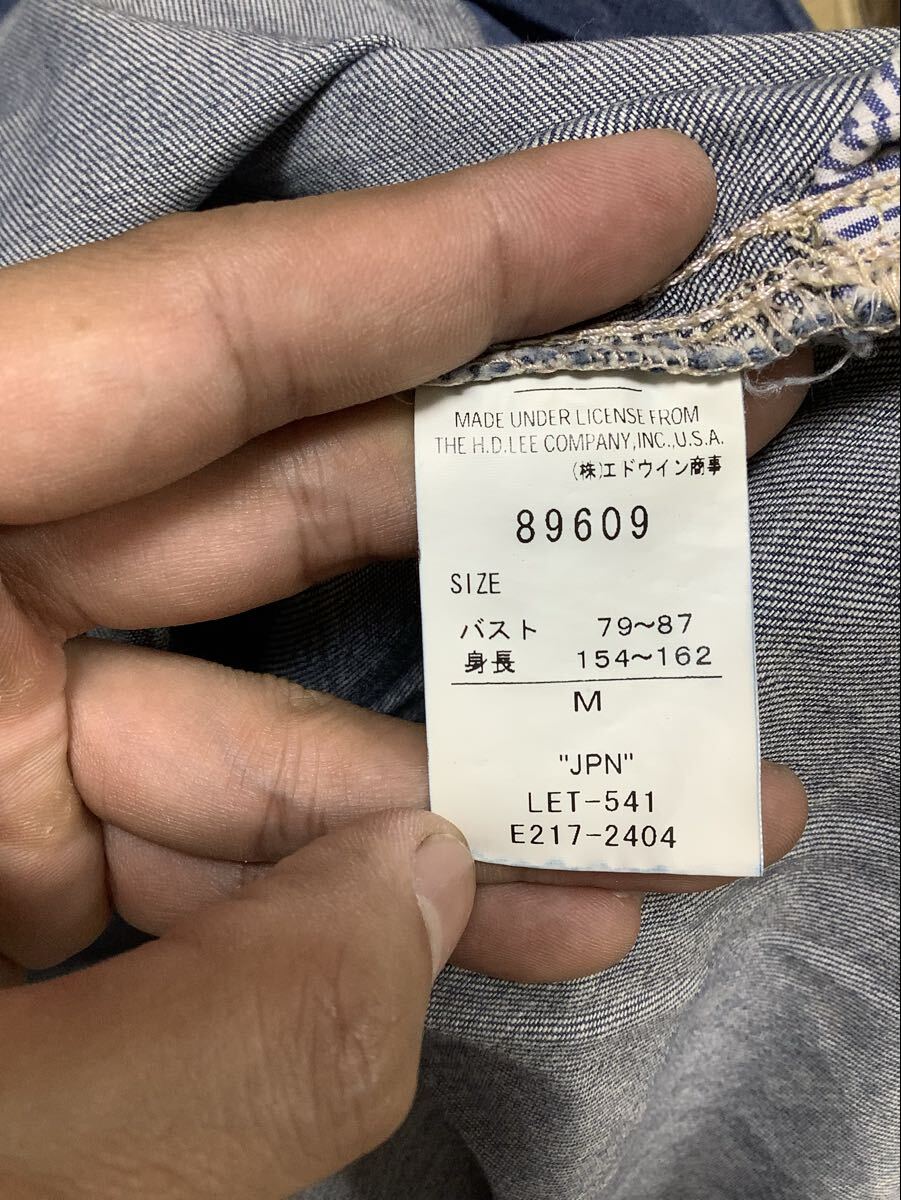 MADE UNDER LICENSE FROM
THE H.D.LEE COMPANY,INC.,U.S.A.
(株)エドウイン商事
89609
SIZE
バスト 79～87
身長 154～162
M
"JPN"
LET-541
E217-2404